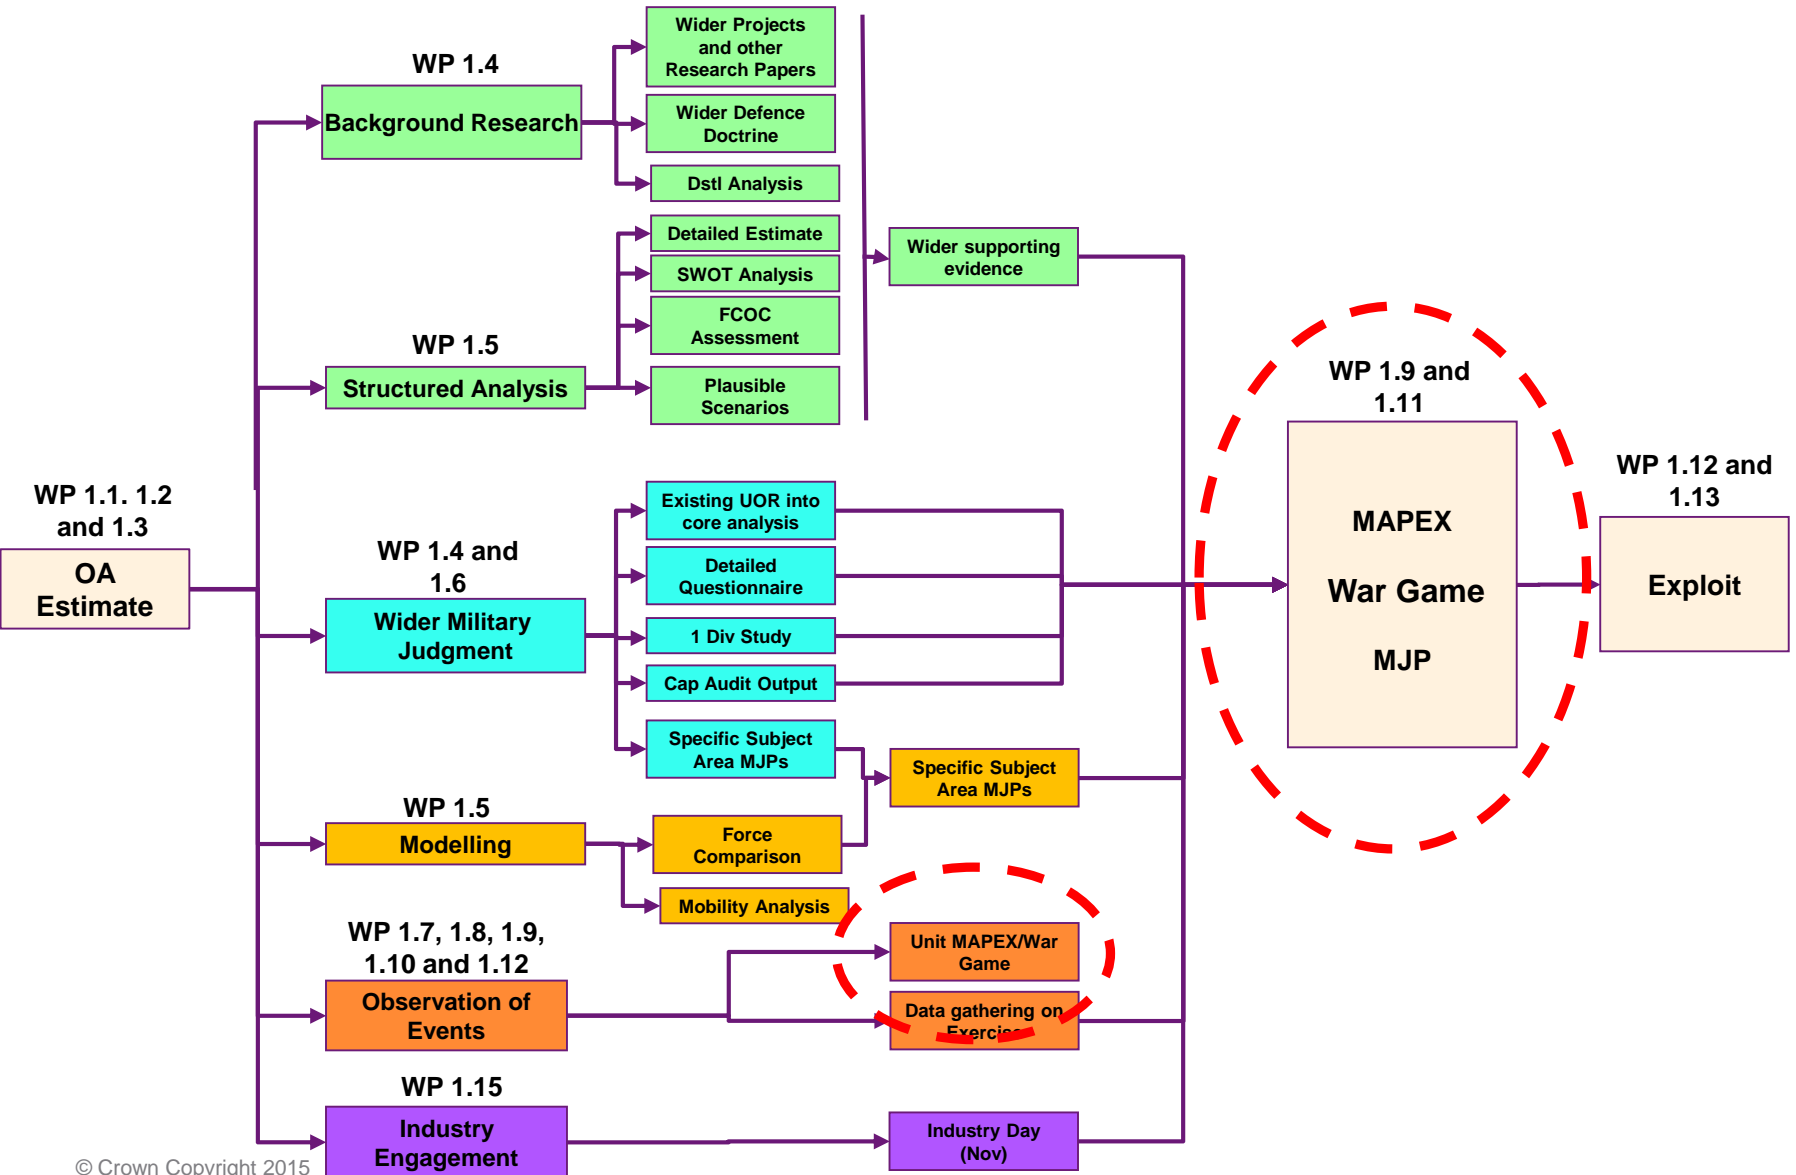 WP 1.4
Background Research
Wider Projects
and other
Research Papers
Wider Defence
Doctrine
Dstl Analysis
WP 1.5
Structured Analysis
Detailed Estimate
SWOT Analysis
FCOC
Assessment
Plausible
Scenarios
Wider supporting
evidence
WP 1.1. 1.2
and 1.3
OA
Estimate
WP 1.4 and
1.6
Wider Military
Judgment
Existing UOR into
core analysis
Detailed
Questionnaire
1 Div Study
Cap Audit Output
Specific Subject
Area MJPs
WP 1.5
Modelling
Force
Comparison
Mobility Analysis
Specific Subject
Area MJPs
WP 1.7, 1.8, 1.9,
1.10 and 1.12
Observation of
Events
Unit MAPEX/War
Game
Data gathering on
Exercise
WP 1.15
Industry
Engagement
Industry Day
(Nov)
WP 1.9 and
1.11
MAPEX
War Game
MJP
WP 1.12 and
1.13
Exploit
© Crown Copyright 2015